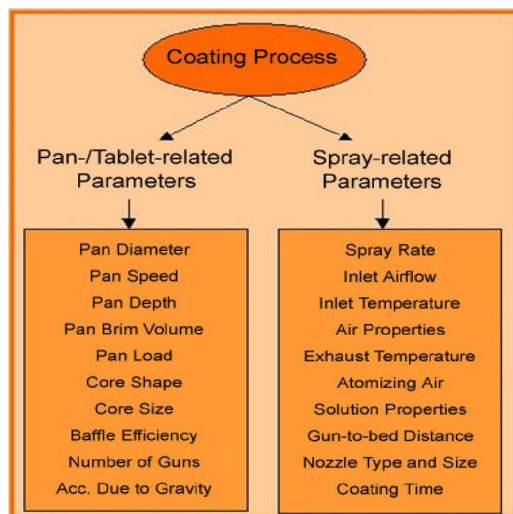 Coating Process
Pan-/Tablet-related
Parameters
Spray-related
Parameters
Pan Diameter
Pan Speed
Pan Depth
Pan Brim Volume
Pan Load
Core Shape
Core Size
Baffle Efficiency
Number of Guns
Acc. Due to Gravity
Spray Rate
Inlet Airflow
Inlet Temperature
Air Properties
Exhaust Temperature
Atomizing Air
Solution Properties
Gun-to-bed Distance
Nozzle Type and Size
Coating Time